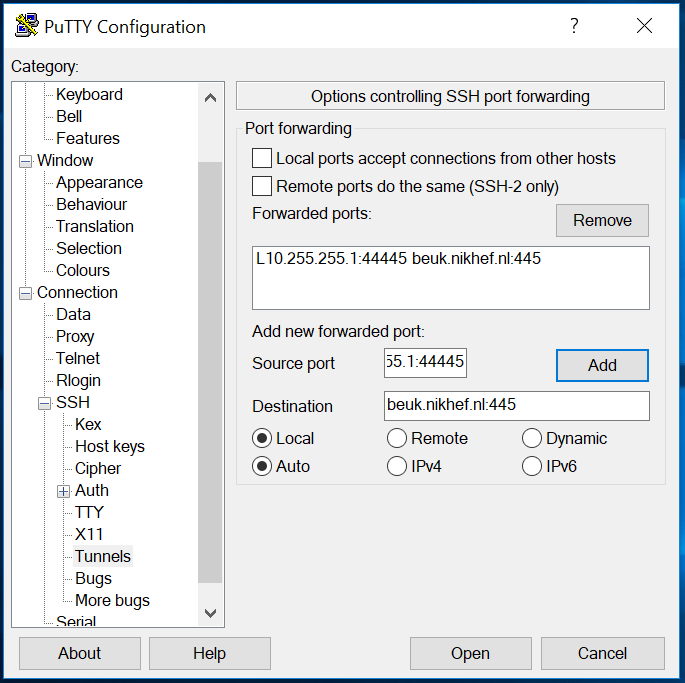 PuTTY Configuration
?
Category:
Keyboard
Bell
Features
Window
Appearance
Behaviour
Translation
Selection
Colours
Connection
Data
Proxy
Telnet
Rlogin
SSH
Kex
Host keys
Cipher
Auth
TTY
X11
Tunnels
Bugs
More bugs
Serial
Options controlling SSH port forwarding
Port forwarding
Local ports accept connections from other hosts
Remote ports do the same (SSH-2 only)
Forwarded ports:
Remove
L10.255.255.1:44445 beuk.nikhef.nl:445
Add new forwarded port:
Source port 55.1:44445 Add
Destination beuk.nikhef.nl:445
Local Remote Dynamic
Auto IPv4 IPv6
About Help Open Cancel